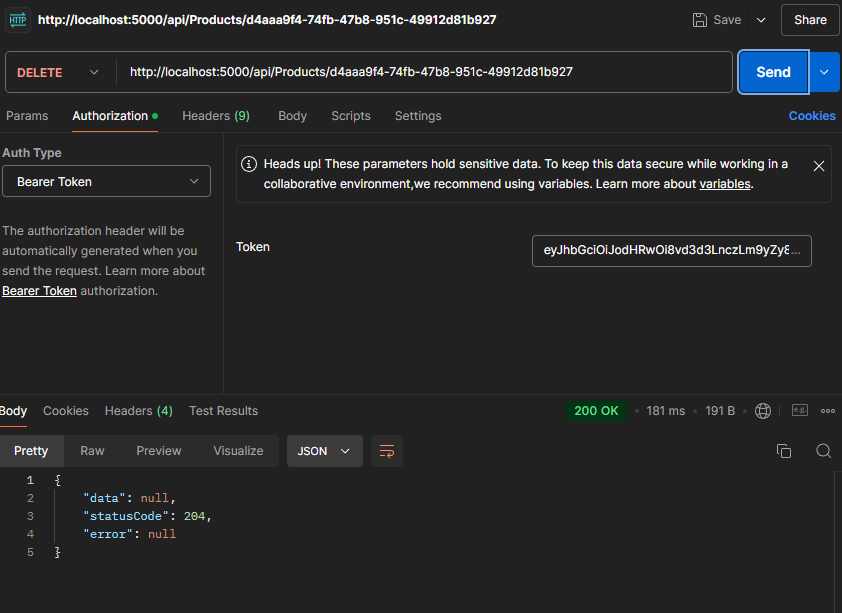 HTTP http://localhost:5000/api/Products/d4aaa9f4-74fb-47b8-951c-49912d81b927 Save Share
DELETE http://localhost:5000/api/Products/d4aaa9f4-74fb-47b8-951c-49912d81b927 Send
Params Authorization Headers (9) Body Scripts Settings Cookies
Auth Type
Bearer Token
The authorization header will be
automatically generated when you
send the request. Learn more about
Bearer Token authorization.
Heads up! These parameters hold sensitive data. To keep this data secure while working in a
collaborative environment,we recommend using variables. Learn more about variables.
Token eyJhbGciOiJodHRwOi8vd3d3LnczLm9yZy8...
Body Cookies Headers (4) Test Results 200 OK 181 ms 191 B e.g.
Pretty Raw Preview Visualize JSON
1 {
2 "data": null,
3 "statusCode": 204,
4 "error": null
5 }